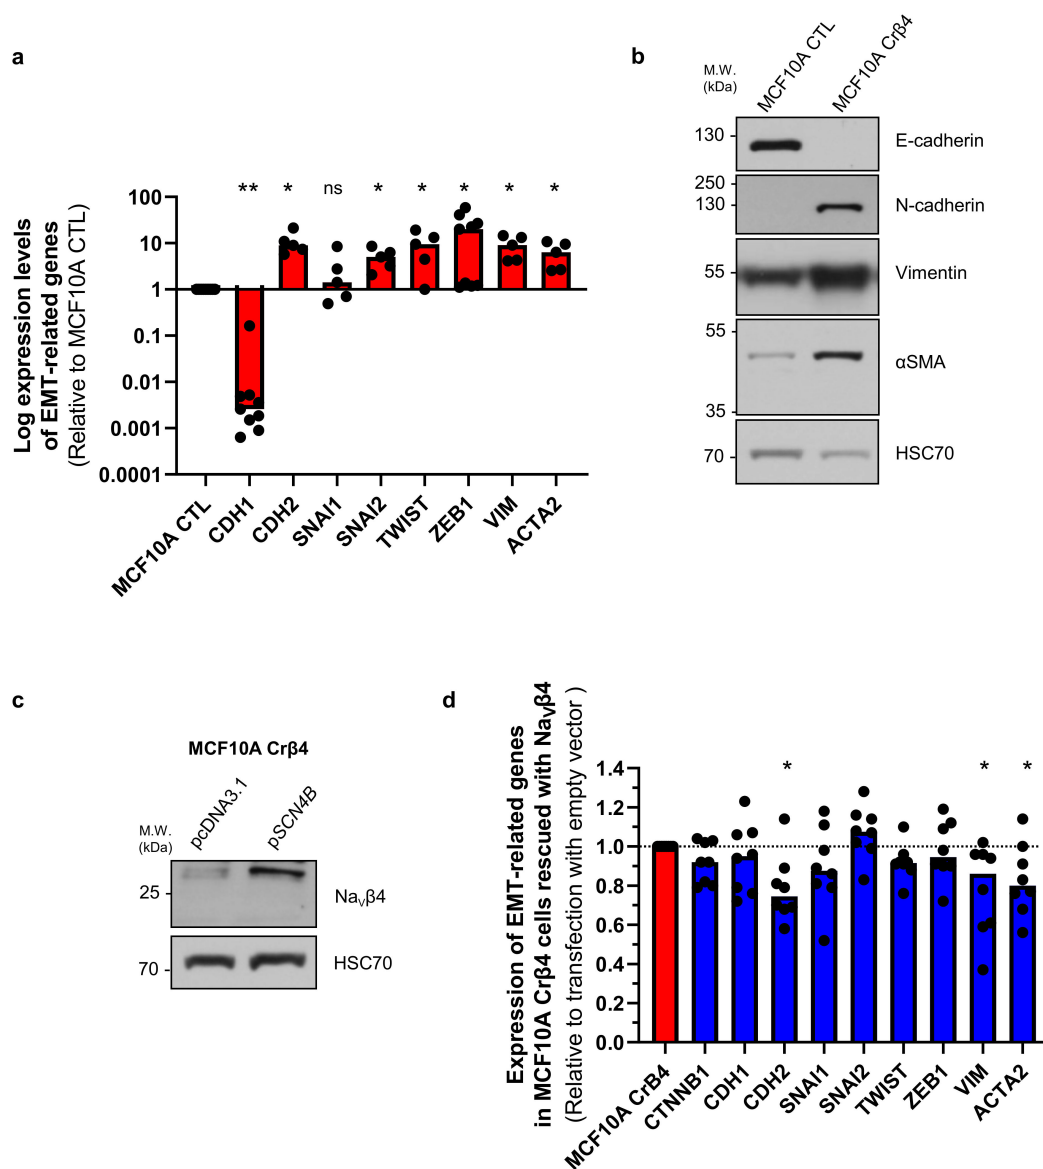 a
** * ns * * * * *
Log expression levels
of EMT-related genes
(Relative to MCF10A CTL)
100
10
1
0.1
0.01
0.001
0.0001
MCF10A CTL
CDH1
CDH2
SNAI1
SNAI2
TWIST
ZEB1
VIM
ACTA2
b
M.W.
(kDa)
MCF10A CTL
MCF10A Crβ4
130
E-cadherin
250
130
N-cadherin
55
Vimentin
55
αSMA
35
70
HSC70
c
MCF10A Crβ4
M.W.
(kDa)
pcDNA3.1
pSCN4B
25
NaVβ4
70
HSC70
d
Expression of EMT-related genes
in MCF10A Crβ4 cells rescued with NaVβ4
(Relative to transfection with empty vector )
* * *
1.4
1.2
1.0
0.8
0.6
0.4
0.2
0.0
MCF10A CrB4
CTNNB1
CDH1
CDH2
SNAI1
SNAI2
TWIST
ZEB1
VIM
ACTA2